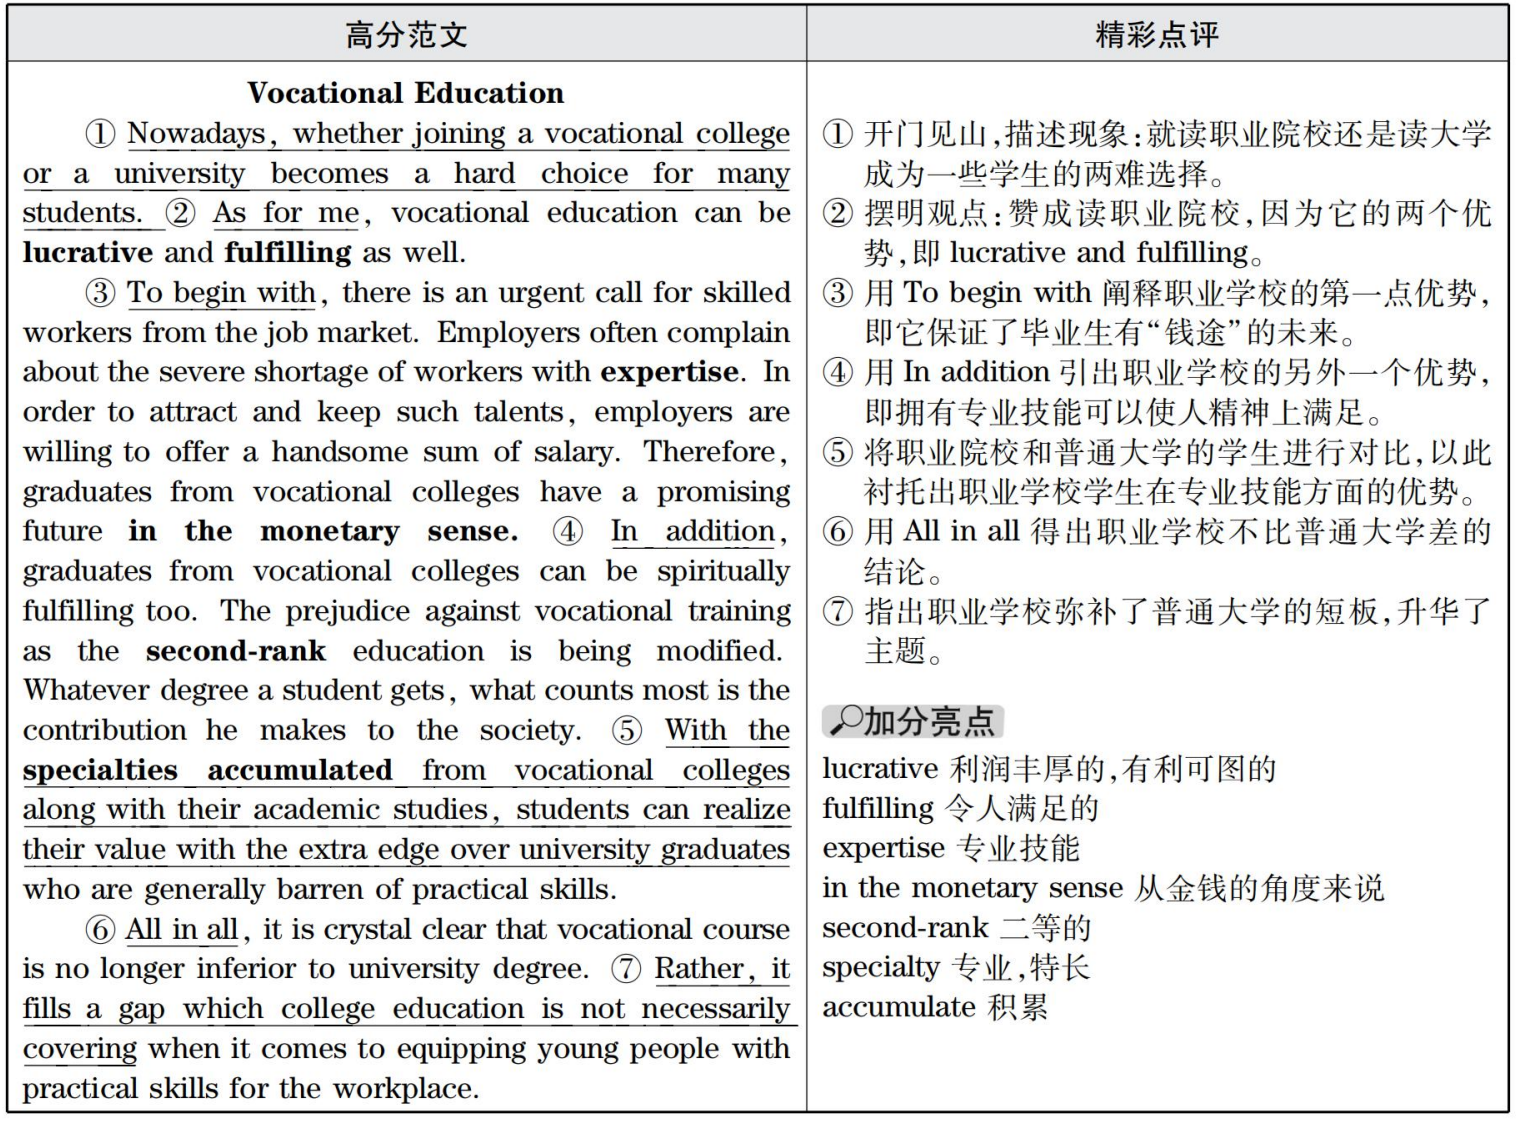 高分范文
精彩点评
Vocational Education
① Nowadays, whether joining a vocational college
or a university becomes a hard choice for many
students. ② As for me, vocational education can be
lucrative and fulfilling as well.
③ To begin with, there is an urgent call for skilled
workers from the job market. Employers often complain
about the severe shortage of workers with expertise. In
order to attract and keep such talents, employers are
willing to offer a handsome sum of salary. Therefore,
graduates from vocational colleges have a promising
future in the monetary sense. ④ In addition,
graduates from vocational colleges can be spiritually
fulfilling too. The prejudice against vocational training
as the second-rank education is being modified.
Whatever degree a student gets, what counts most is the
contribution he makes to the society. ⑤ With the
specialties accumulated from vocational colleges
along with their academic studies, students can realize
their value with the extra edge over university graduates
who are generally barren of practical skills.
⑥ All in all, it is crystal clear that vocational course
is no longer inferior to university degree. ⑦ Rather, it
fills a gap which college education is not necessarily
covering when it comes to equipping young people with
practical skills for the workplace.
① 开门见山,描述现象:就读职业院校还是读大学
成为一些学生的两难选择。
② 摆明观点:赞成读职业院校,因为它的两个优
势,即 lucrative and fulfilling。
③ 用 To begin with 阐释职业学校的第一点优势,
即它保证了毕业生有“钱途”的未来。
④ 用 In addition 引出职业学校的另外一个优势,
即拥有专业技能可以使人精神上满足。
⑤ 将职业院校和普通大学的学生进行对比,以此
衬托出职业学校学生在专业技能方面的优势。
⑥ 用 All in all 得出职业学校不比普通大学差的
结论。
⑦ 指出职业学校弥补了普通大学的短板,升华了
主题。
加分亮点
lucrative 利润丰厚的,有利可图的
fulfilling 令人满足的
expertise 专业技能
in the monetary sense 从金钱的角度来说
second-rank 二等的
specialty 专业,特长
accumulate 积累